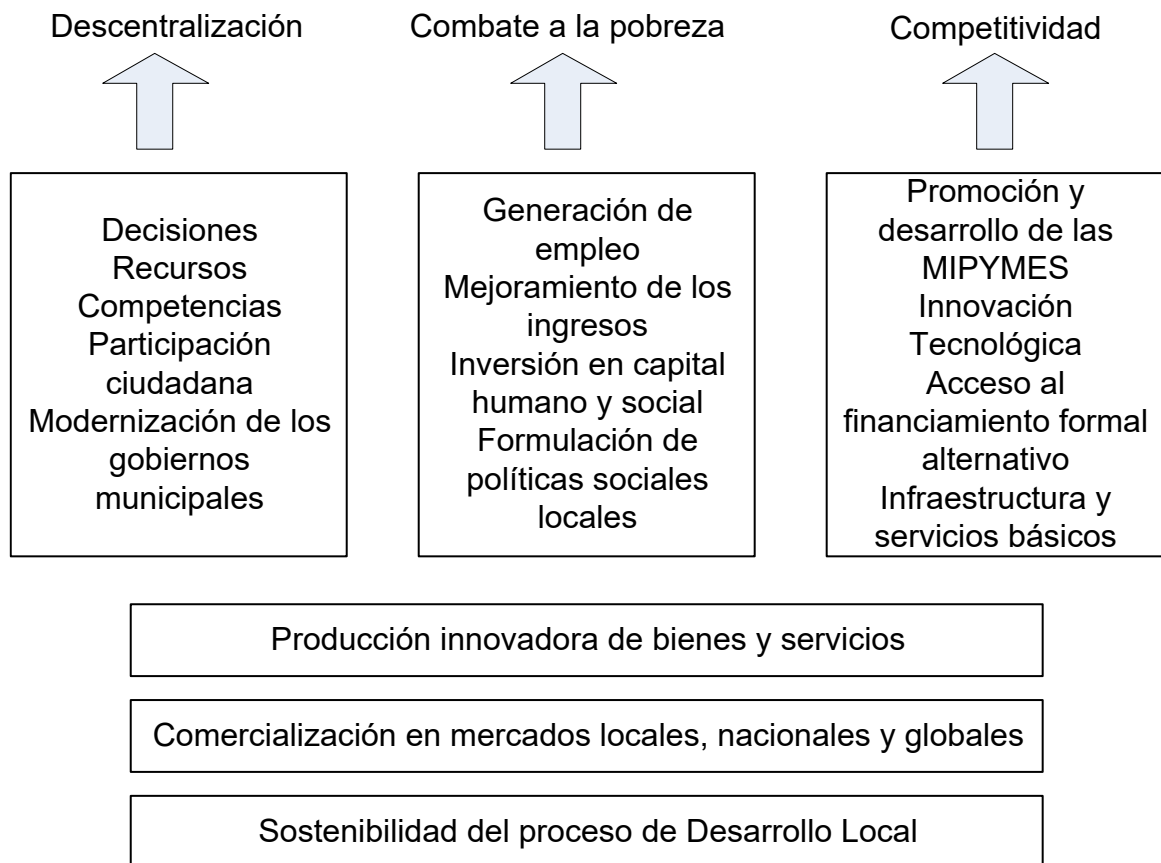 Descentralización
Combate a la pobreza
Competitividad
Decisiones
Recursos
Competencias
Participación
ciudadana
Modernización de los
gobiernos
municipales
Generación de
empleo
Mejoramiento de los
ingresos
Inversión en capital
humano y social
Formulación de
políticas sociales
locales
Promoción y
desarrollo de las
MIPYMES
Innovación
Tecnológica
Acceso al
financiamiento formal
alternativo
Infraestructura y
servicios básicos
Producción innovadora de bienes y servicios
Comercialización en mercados locales, nacionales y globales
Sostenibilidad del proceso de Desarrollo Local